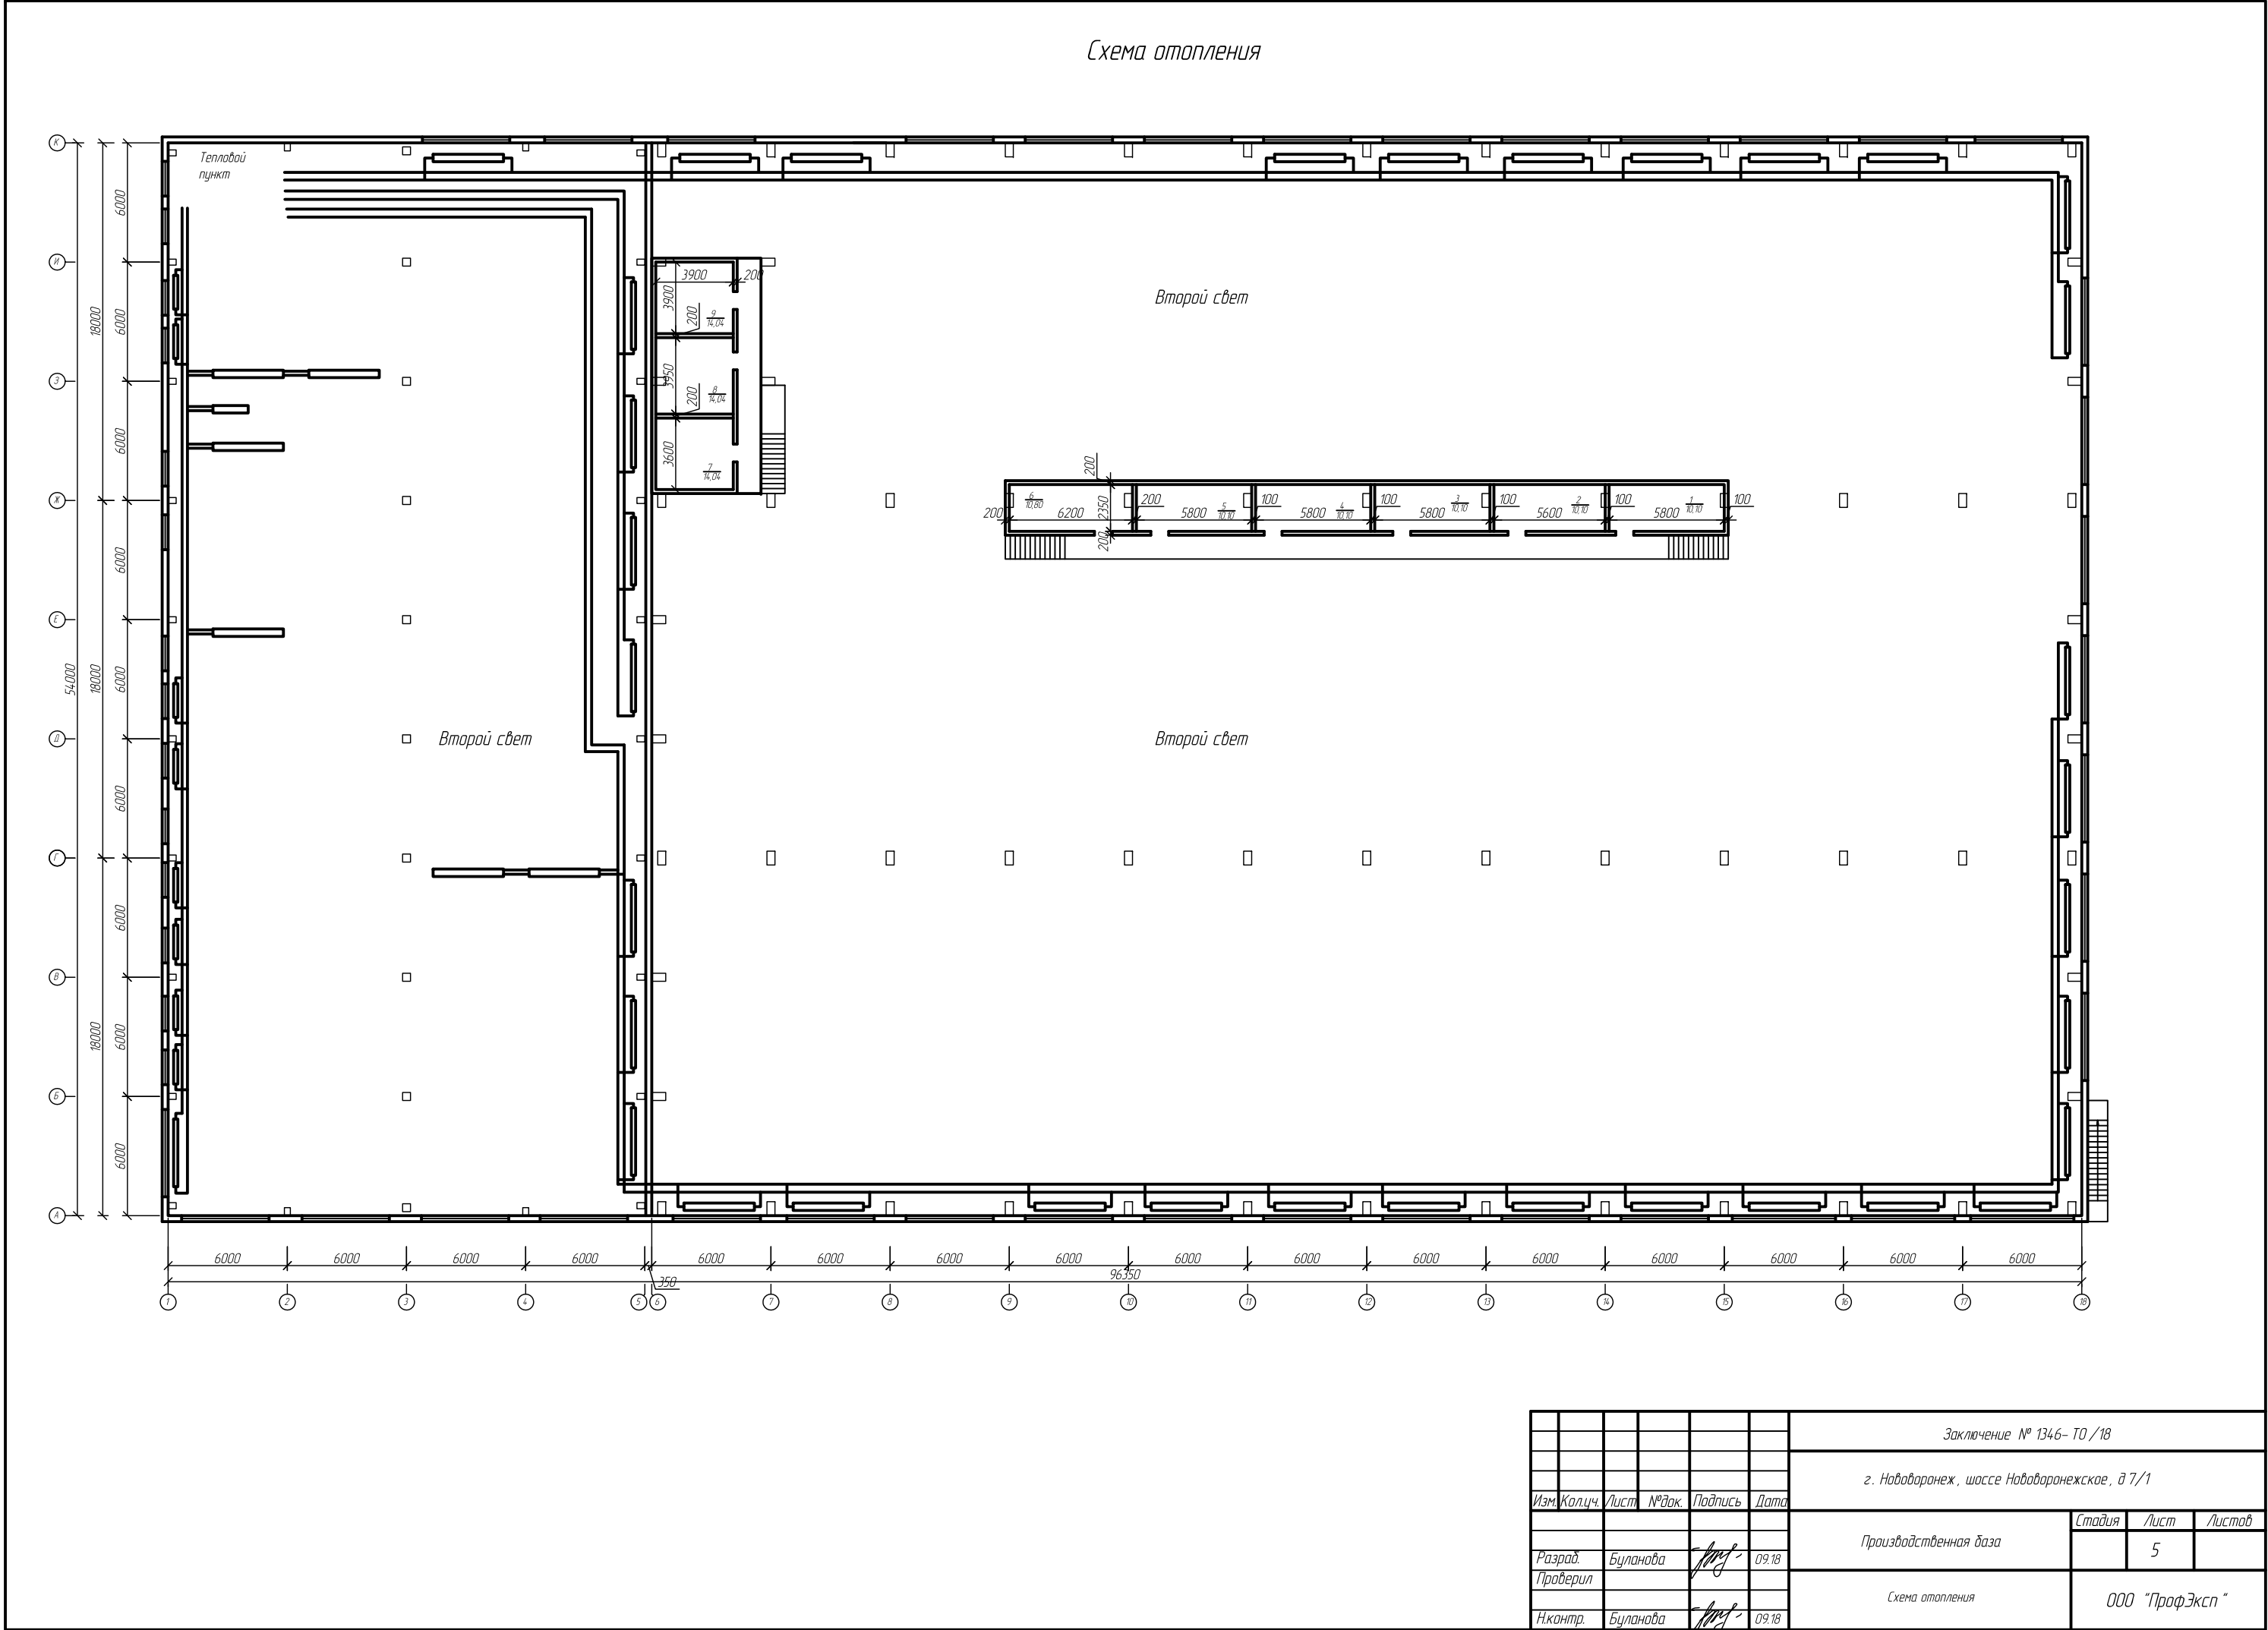 Схема отопления
К
И
З
Ж
Е
Д
Г
В
Б
А
54000
18000
18000
18000
6000
6000
6000
6000
6000
6000
6000
6000
6000
Тепловой
пункт
3900
200
3900
200
9
14,04
3950
200
8
14,04
3600
7
14,04
Второй свет
Второй свет
Второй свет
200
200
6
10,80
6200
2350
200
200
5800
5
10,10
100
5800
4
10,10
100
5800
3
10,10
100
5600
2
10,10
100
5800
1
10,10
100
6000 6000 6000 6000 6000 6000 6000 6000 6000 6000 6000 6000 6000 6000 6000 6000
350
96350
1 2 3 4 5 6 7 8 9 10 11 12 13 14 15 16 17 18
Заключение № 1346- ТО /18
г. Нововоронеж, шоссе Нововоронежское, д 7/1
Изм. Кол.уч. Лист №док. Подпись Дата
Производственная база
Стадия Лист Листов
5
Разраб. Буланова 09.18
Проверил
Н.контр. Буланова 09.18
Схема отопления
ООО "ПрофЭксп"